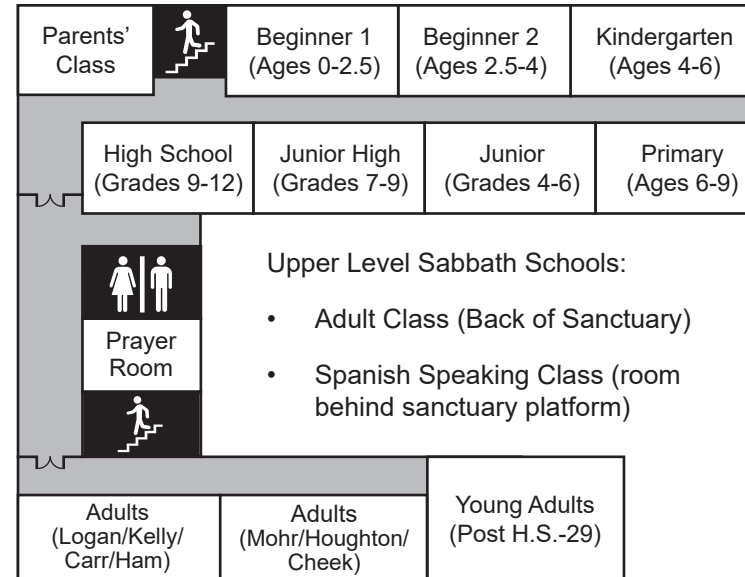 Parents'
Class
Beginner 1
(Ages 0-2.5)
Beginner 2
(Ages 2.5-4)
Kindergarten
(Ages 4-6)
High School
(Grades 9-12)
Junior High
(Grades 7-9)
Junior
(Grades 4-6)
Primary
(Ages 6-9)
Upper Level Sabbath Schools:
• Adult Class (Back of Sanctuary)
• Spanish Speaking Class (room
behind sanctuary platform)
Prayer
Room
Adults
(Logan/Kelly/
Carr/Ham)
Adults
(Mohr/Houghton/
Cheek)
Young Adults
(Post H.S.-29)